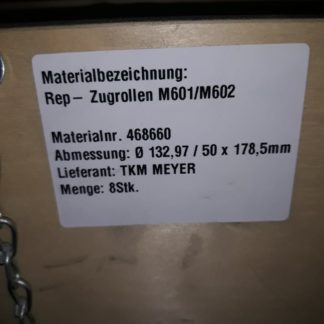 Materialbezeichnung:
Rep- Zugrollen M601/M602
Materialnr. 468660
Abmessung: Ø 132,97 / 50 x 178,5mm
Lieferant: TKM MEYER
Menge: 8Stk.